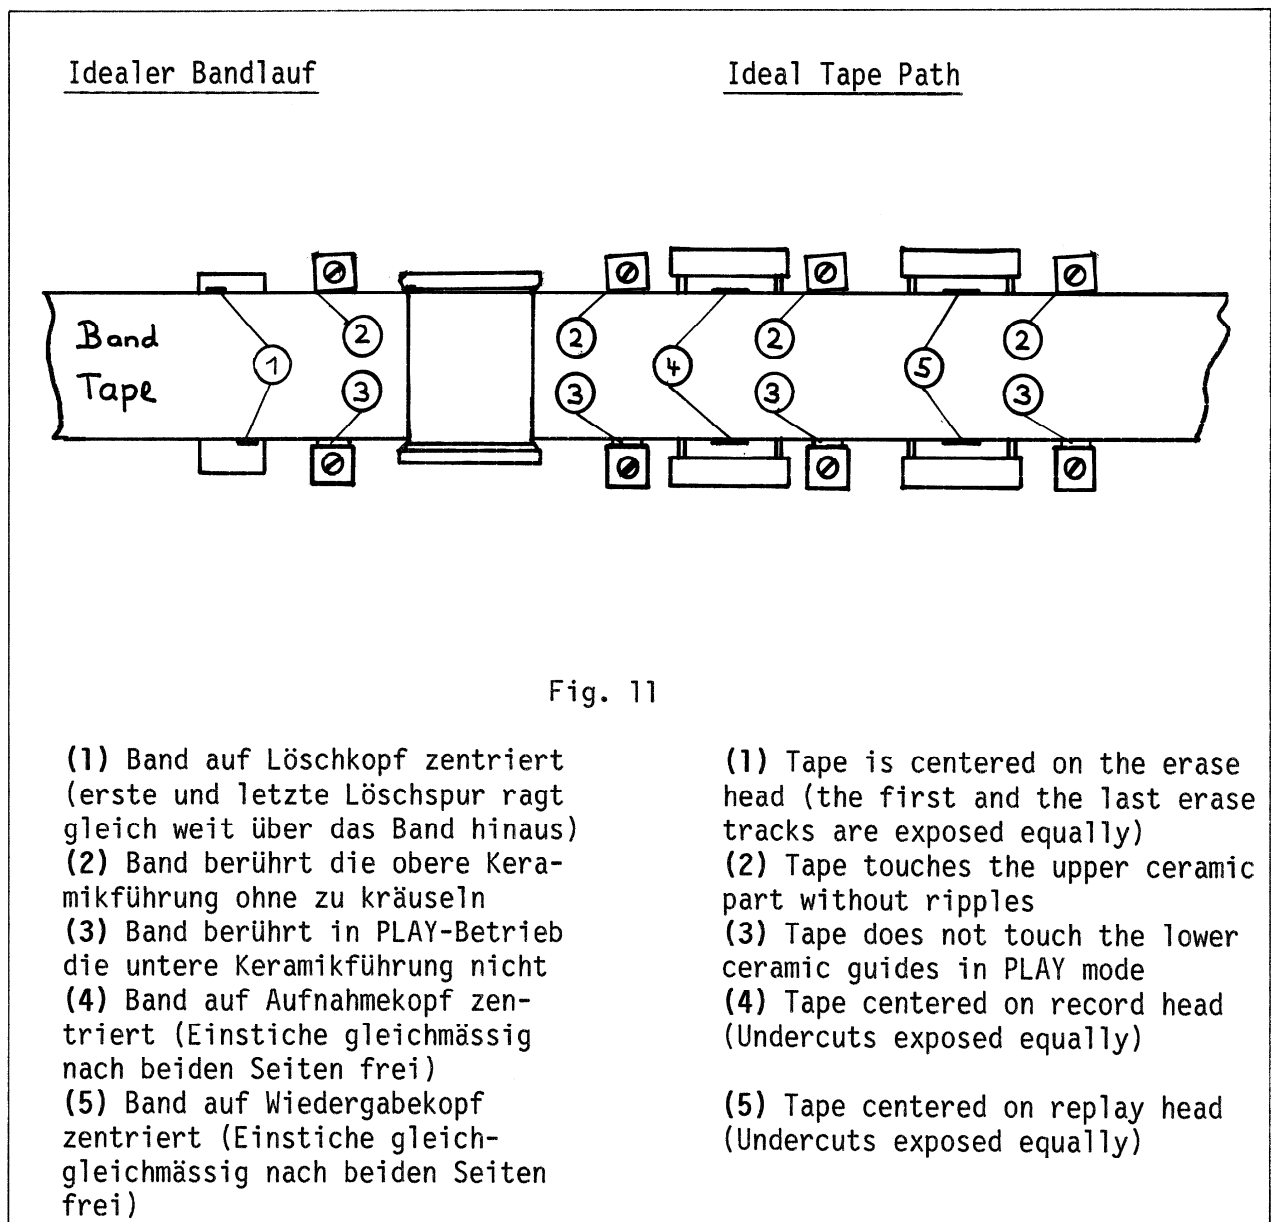 Idealer Bandlauf
Ideal Tape Path
Band
Tape
1
2
3
2
3
4
2
3
5
2
3
Fig. 11
(1) Band auf Löschkopf zentriert
(erste und letzte Löschspur ragt
gleich weit über das Band hinaus)
(2) Band berührt die obere Kera-
mikführung ohne zu kräuseln
(3) Band berührt in PLAY-Betrieb
die untere Keramikführung nicht
(4) Band auf Aufnahmekopf zen-
triert (Einstiche gleichmässig
nach beiden Seiten frei)
(5) Band auf Wiedergabekopf
zentriert (Einstiche gleich-
gleichmässig nach beiden Seiten
frei)
(1) Tape is centered on the erase
head (the first and the last erase
tracks are exposed equally)
(2) Tape touches the upper ceramic
part without ripples
(3) Tape does not touch the lower
ceramic guides in PLAY mode
(4) Tape centered on record head
(Undercuts exposed equally)
(5) Tape centered on replay head
(Undercuts exposed equally)